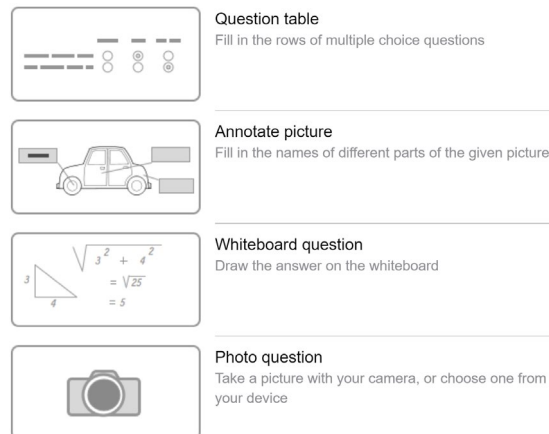 Question table
Fill in the rows of multiple choice questions
Annotate picture
Fill in the names of different parts of the given picture
√3² + 4²
= √25
= 5
3
4
Whiteboard question
Draw the answer on the whiteboard
Photo question
Take a picture with your camera, or choose one from
your device